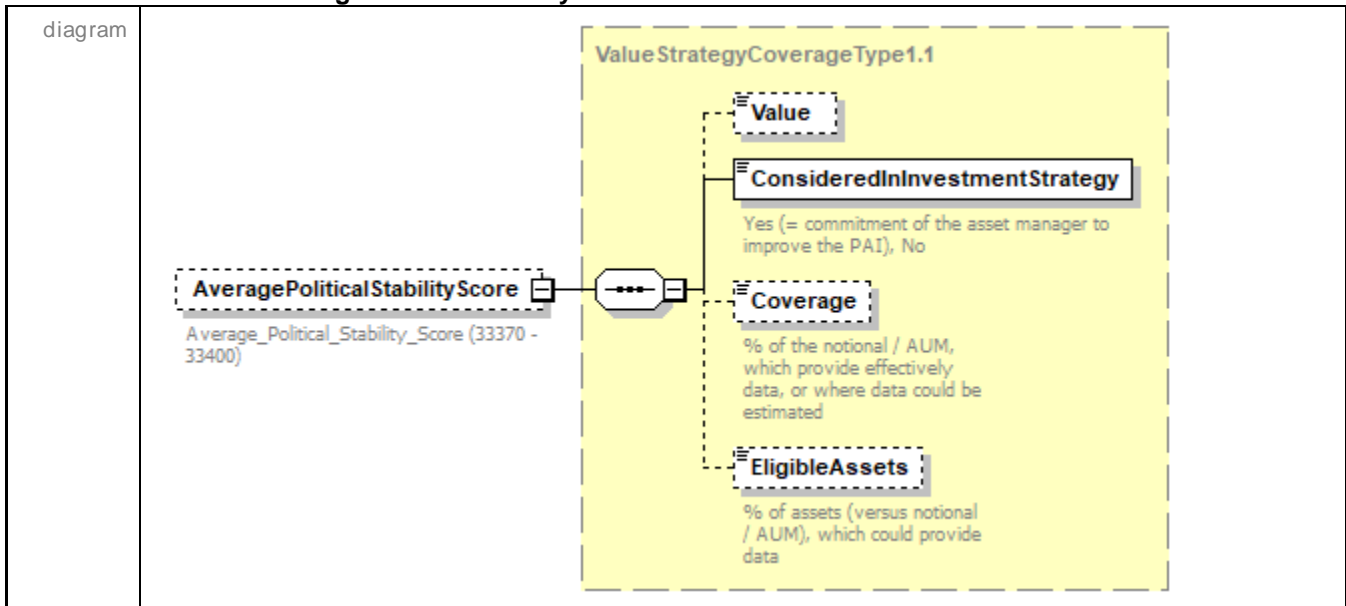 diagram
ValueStrategyCoverageType1.1
Value
ConsideredInInvestmentStrategy
Yes (= commitment of the asset manager to
improve the PAI), No
AveragePoliticalStabilityScore
Average_Political_Stability_Score (33370 -
33400)
Coverage
% of the notional / AUM,
which provide effectively
data, or where data could be
estimated
EligibleAssets
% of assets (versus notional
/ AUM), which could provide
data